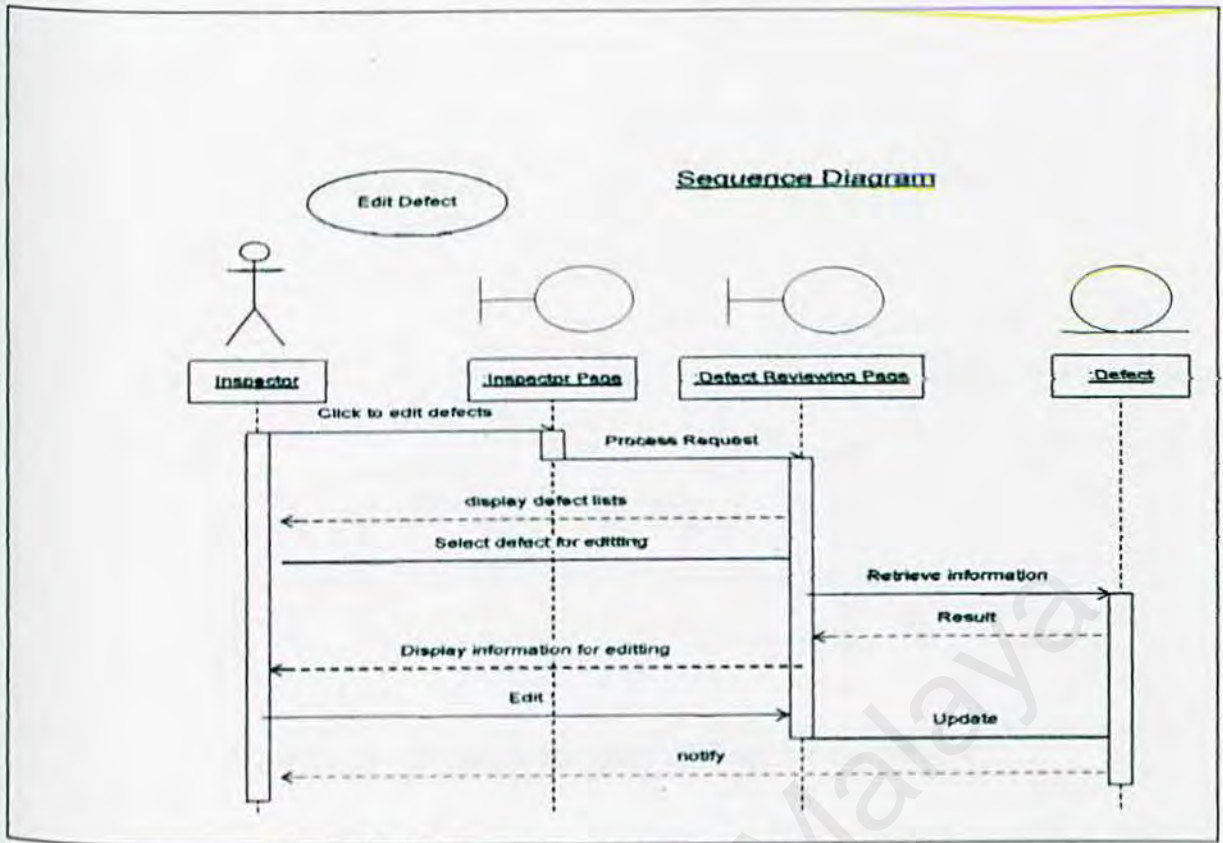 Sequence Diagram
Edit Defect
Inspector
:Inspector Page
:Defect Reviewing Page
:Defect
Click to edit defects
Process Request
display defect lists
Select defect for editting
Retrieve information
Result
Display information for editting
Edit
Update
notify
Malaya